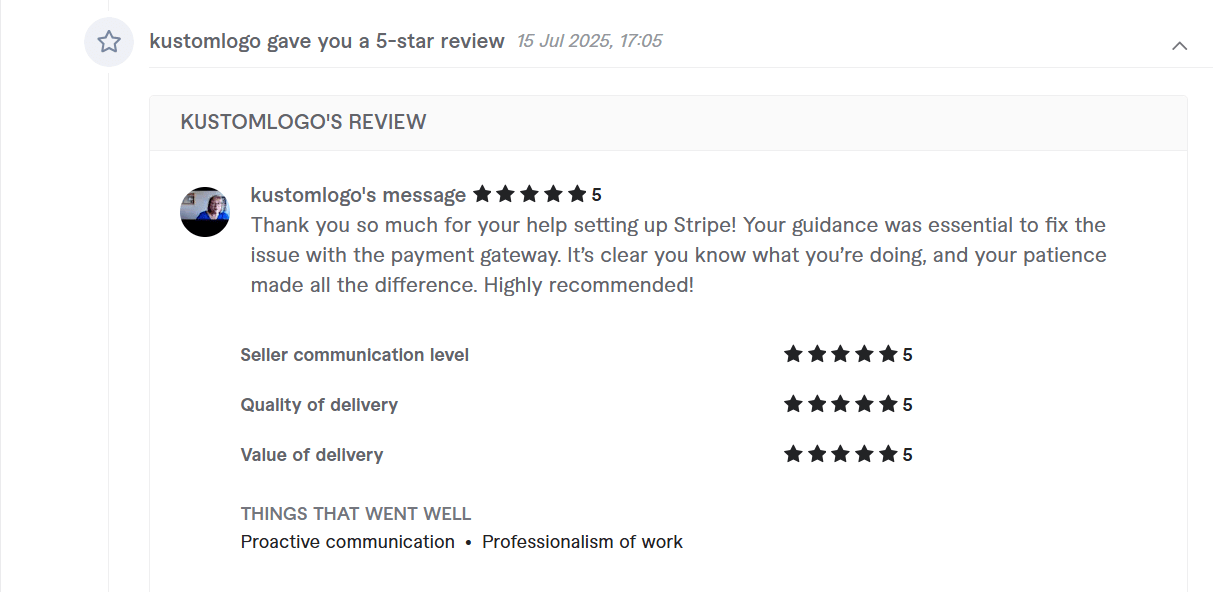 kustomlogo gave you a 5-star review 15 Jul 2025, 17:05
KUSTOMLOGO'S REVIEW
kustomlogo's message 5
Thank you so much for your help setting up Stripe! Your guidance was essential to fix the
issue with the payment gateway. It’s clear you know what you’re doing, and your patience
made all the difference. Highly recommended!
Seller communication level 5
Quality of delivery 5
Value of delivery 5
THINGS THAT WENT WELL
Proactive communication • Professionalism of work